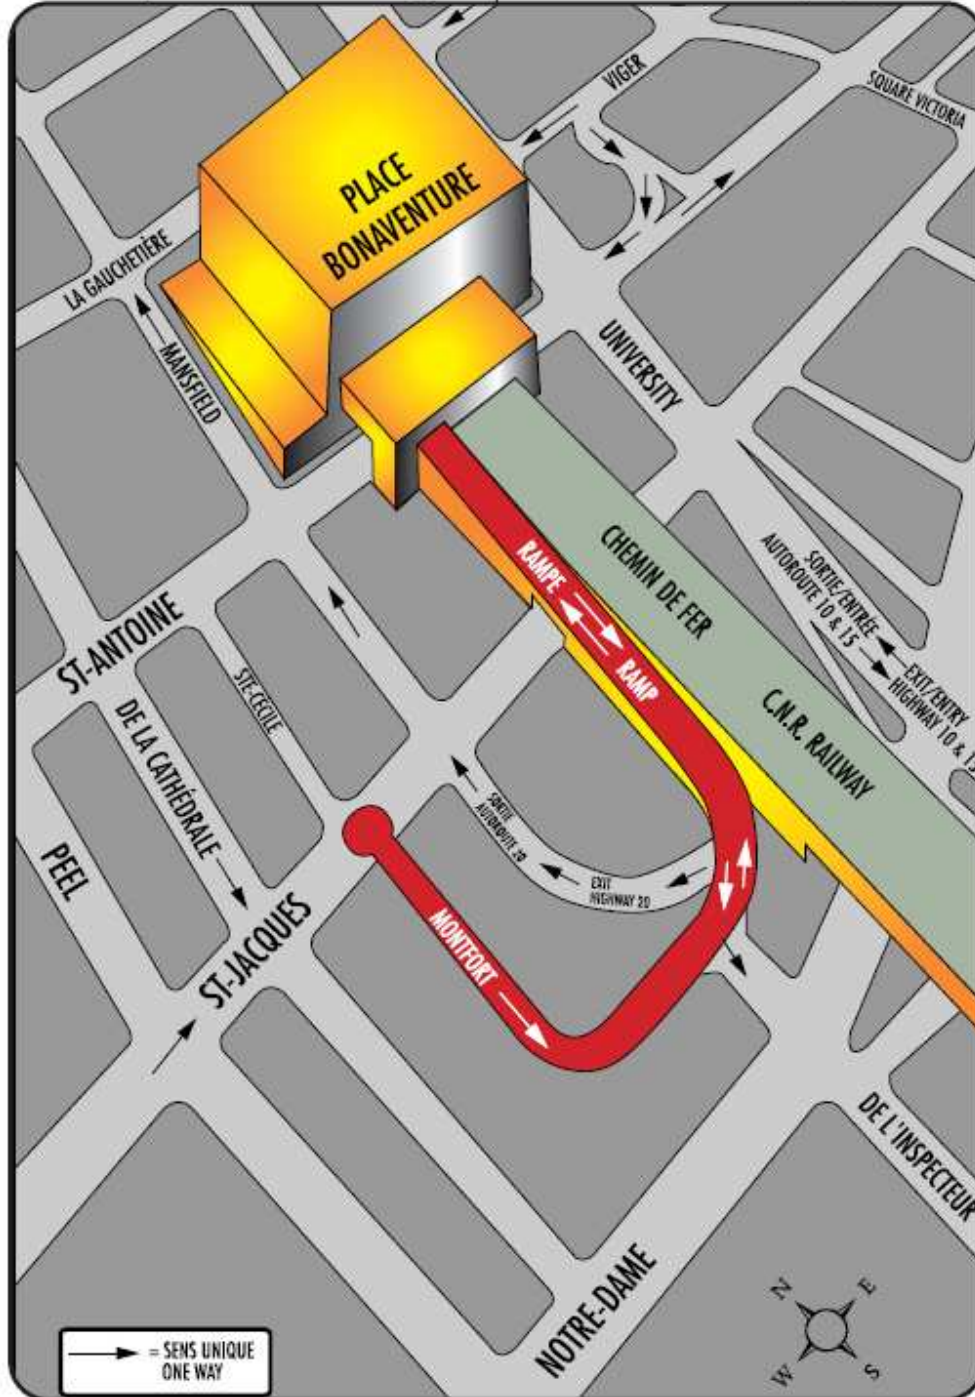 VIGER
SQUARE VICTORIA
PLACE
BONAVENTURE
LA GAUCHETIÈRE
MANSFIELD
UNIVERSITY
CHEMIN DE FER
C.N.R. RAILWAY
SORTIE/ENTRÉE
AUTOROUTE 10 & 15
EXIT/ENTRY
HIGHWAY 10 & 15
RAMPE
RAMP
ST-ANTOINE
STE-CÉCILE
DE LA CATHÉDRALE
PEEL
ST-JACQUES
SORTIE
AUTOROUTE 20
EXIT
HIGHWAY 20
MONTFORT
DE L'INSPECTEUR
NOTRE-DAME
N
E
W
S
= SENS UNIQUE
ONE WAY